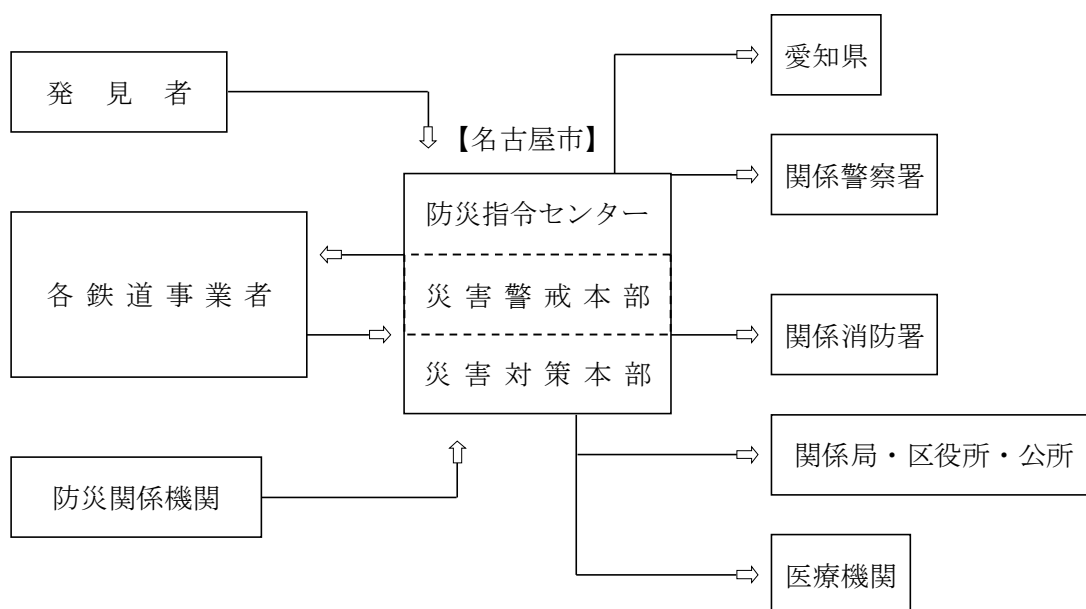 発見者
【名古屋市】
防災指令センター
災害警戒本部
災害対策本部
各鉄道事業者
防災関係機関
愛知県
関係警察署
関係消防署
関係局・区役所・公所
医療機関